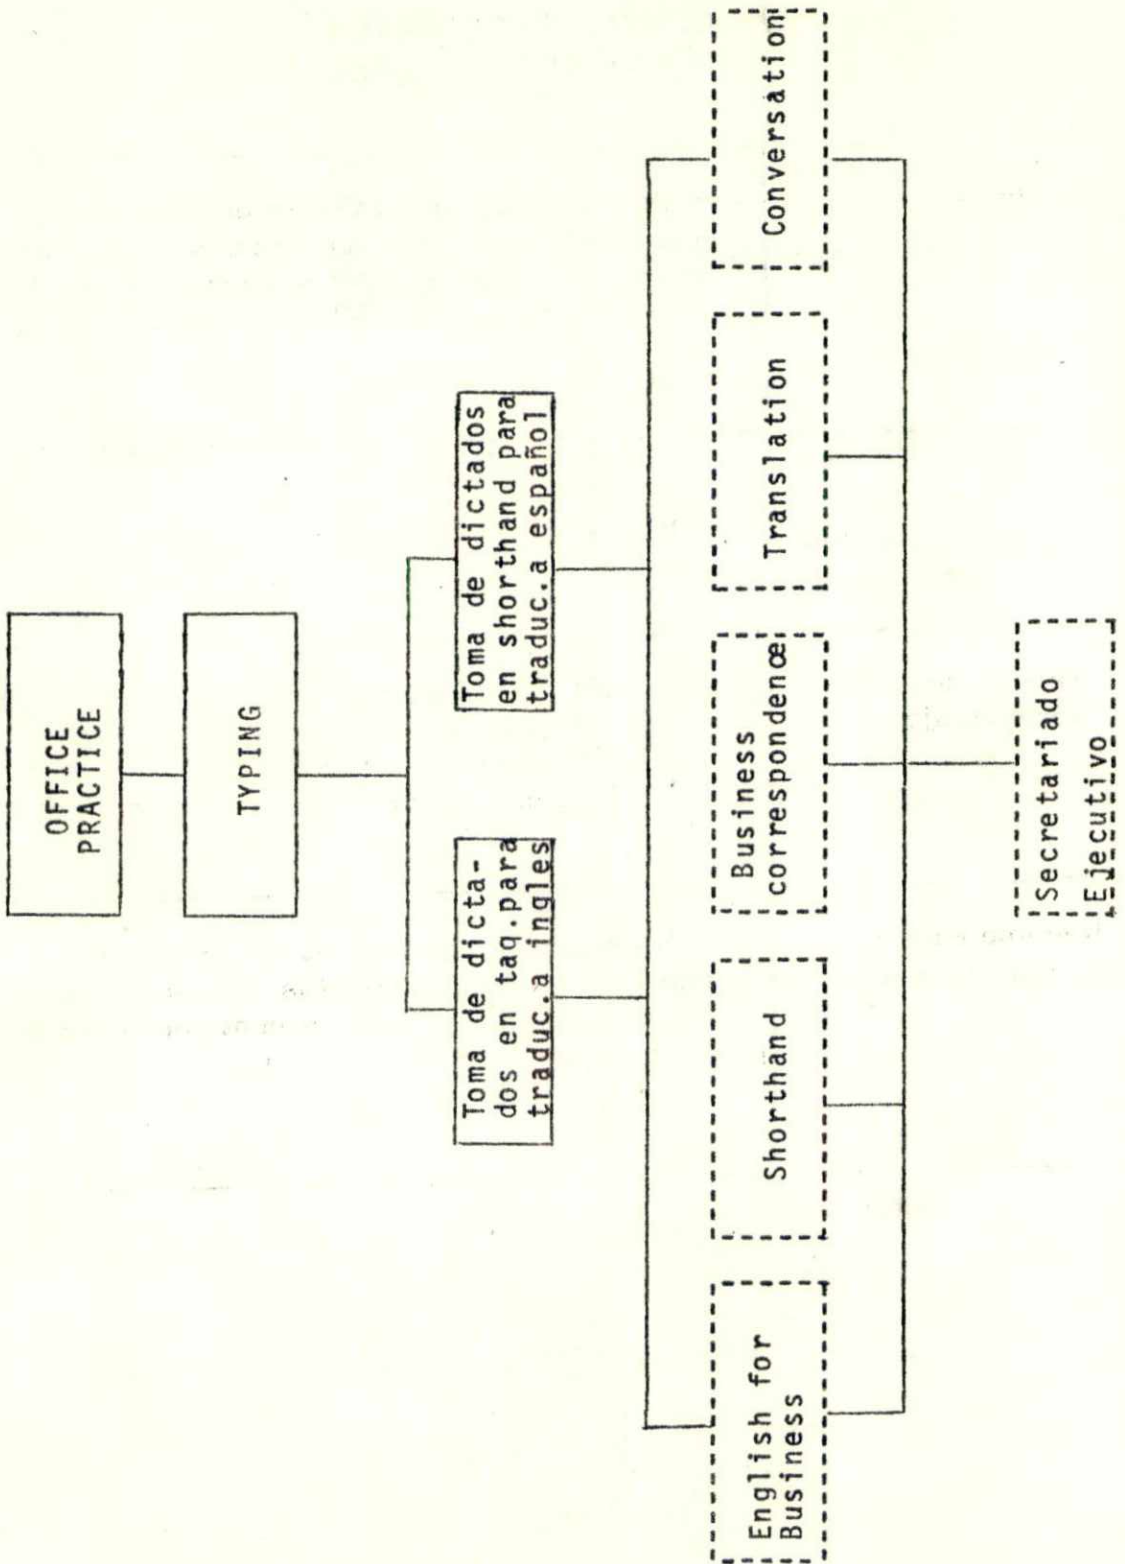 OFFICE
PRACTICE
TYPING
Toma de dicta-
dos en taq.para
traduc.a ingles
Toma de dictados
en shorthand para
traduc.a español
English for
Business
Shorthand
Business
correspondence
Translation
Conversation
Secretariado
Ejecutivo